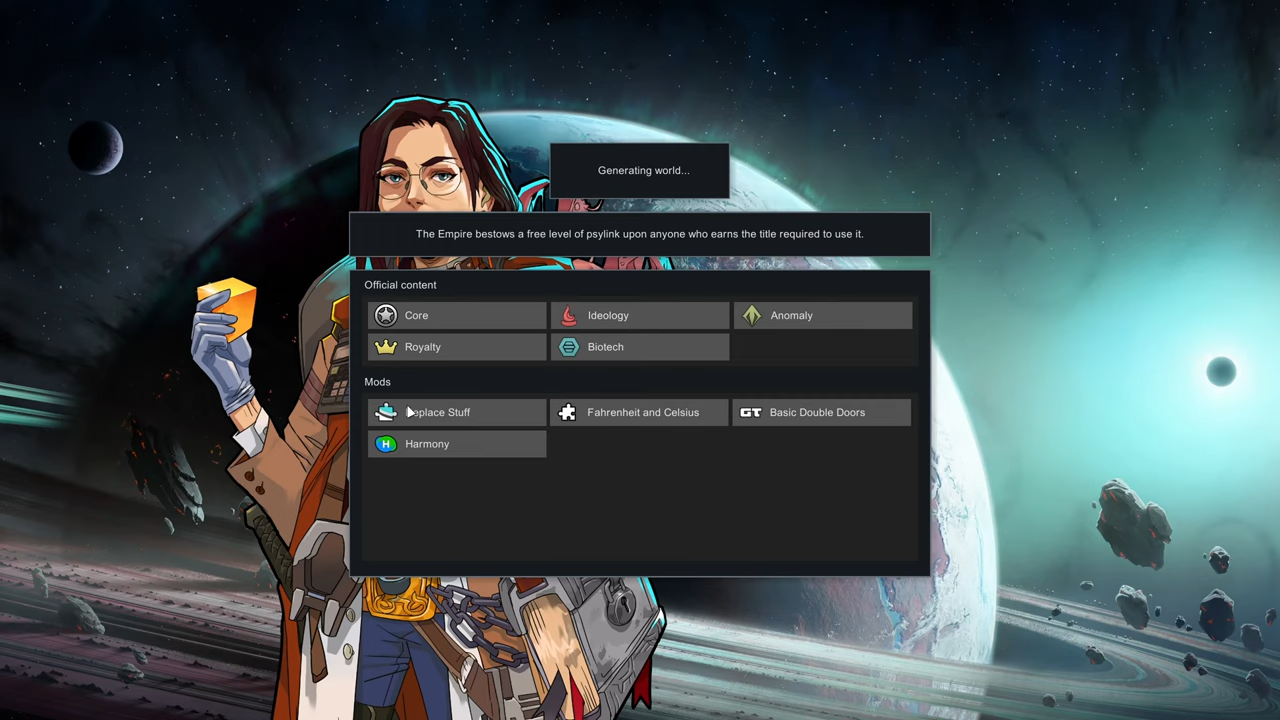 Generating world...
The Empire bestows a free level of psylink upon anyone who earns the title required to use it.
Official content
Core
Ideology
Anomaly
Royalty
Biotech
Mods
eplace Stuff
Fahrenheit and Celsius
GT Basic Double Doors
H Harmony